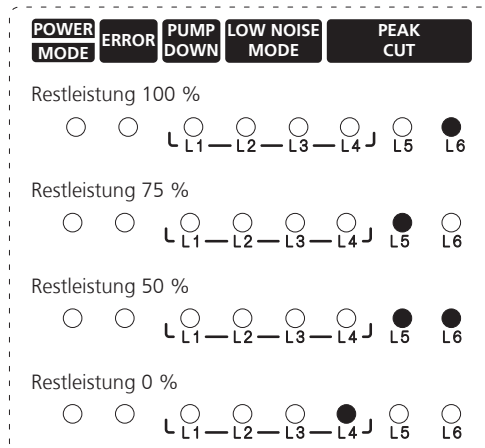 POWER MODE ERROR PUMP DOWN LOW NOISE MODE PEAK CUT
Restleistung 100 %
L1 L2 L3 L4 L5 L6
Restleistung 75 %
L1 L2 L3 L4 L5 L6
Restleistung 50 %
L1 L2 L3 L4 L5 L6
Restleistung 0 %
L1 L2 L3 L4 L5 L6